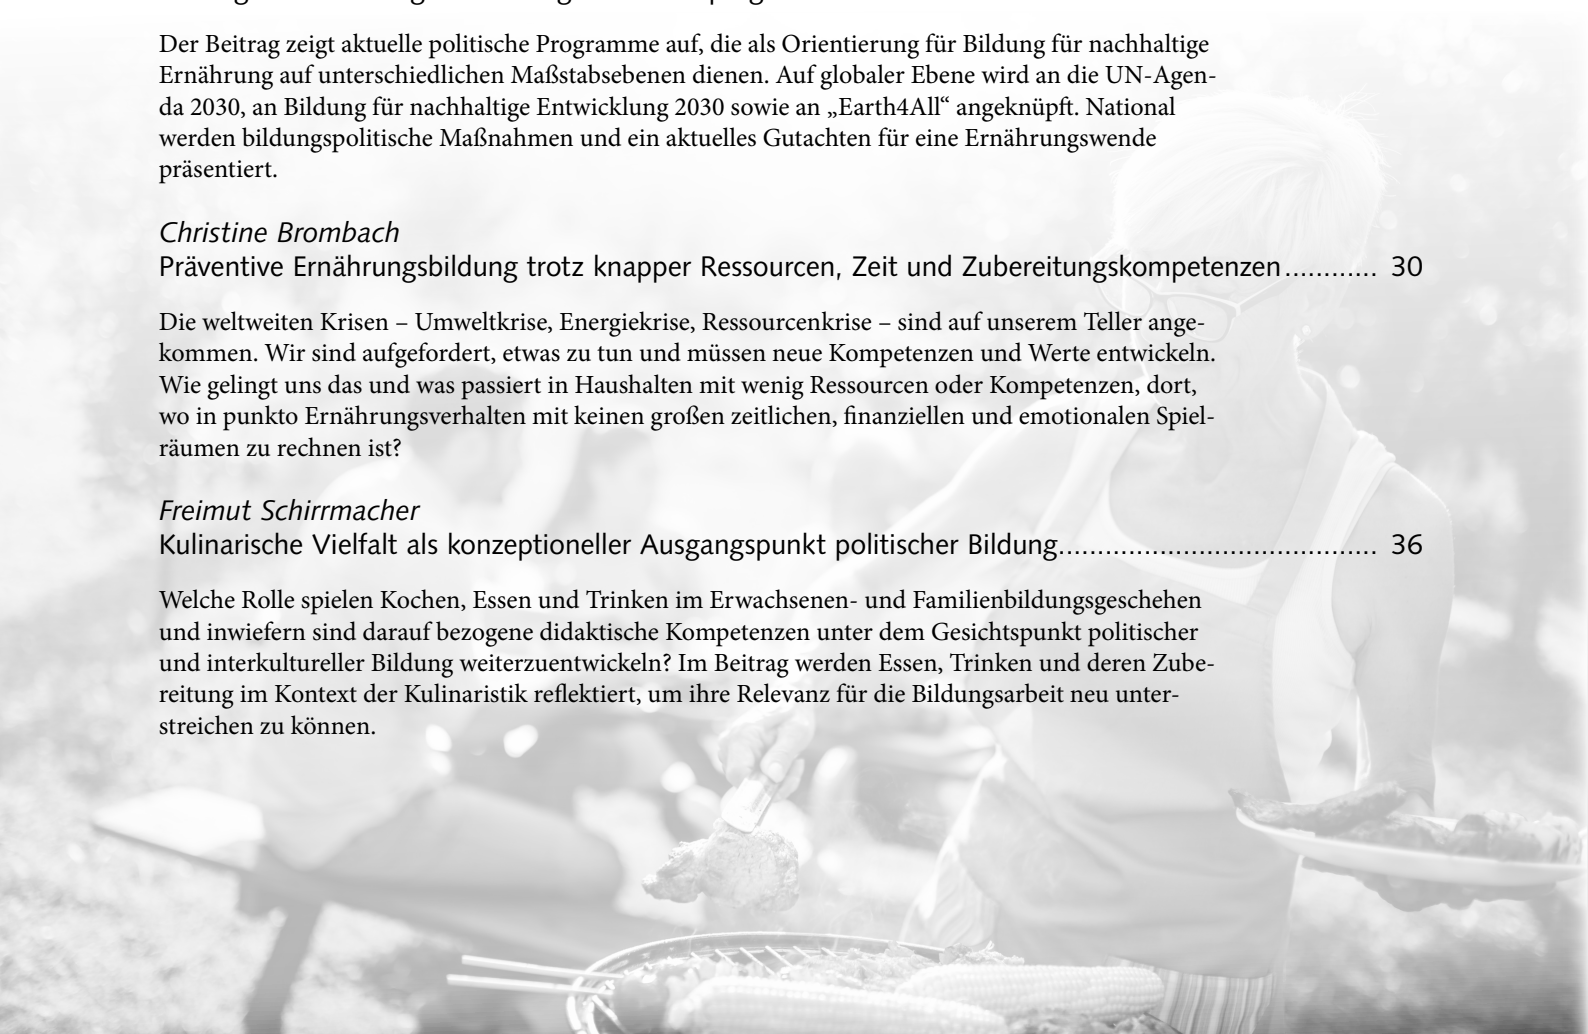 Der Beitrag zeigt aktuelle politische Programme auf, die als Orientierung für Bildung für nachhaltige
Ernährung auf unterschiedlichen Maßstabsebenen dienen. Auf globaler Ebene wird an die UN-Agen-
da 2030, an Bildung für nachhaltige Entwicklung 2030 sowie an „Earth4All“ angeknüpft. National
werden bildungspolitische Maßnahmen und ein aktuelles Gutachten für eine Ernährungswende
präsentiert.
Christine Brombach
Präventive Ernährungsbildung trotz knapper Ressourcen, Zeit und Zubereitungskompetenzen ............ 30
Die weltweiten Krisen – Umweltkrise, Energiekrise, Ressourcenkrise – sind auf unserem Teller ange-
kommen. Wir sind aufgefordert, etwas zu tun und müssen neue Kompetenzen und Werte entwickeln.
Wie gelingt uns das und was passiert in Haushalten mit wenig Ressourcen oder Kompetenzen, dort,
wo in punkto Ernährungsverhalten mit keinen großen zeitlichen, finanziellen und emotionalen Spiel-
räumen zu rechnen ist?
Freimut Schirrmacher
Kulinarische Vielfalt als konzeptioneller Ausgangspunkt politischer Bildung......................................... 36
Welche Rolle spielen Kochen, Essen und Trinken im Erwachsenen- und Familienbildungsgeschehen
und inwiefern sind darauf bezogene didaktische Kompetenzen unter dem Gesichtspunkt politischer
und interkultureller Bildung weiterzuentwickeln? Im Beitrag werden Essen, Trinken und deren Zube-
reitung im Kontext der Kulinaristik reflektiert, um ihre Relevanz für die Bildungsarbeit neu unter-
streichen zu können.